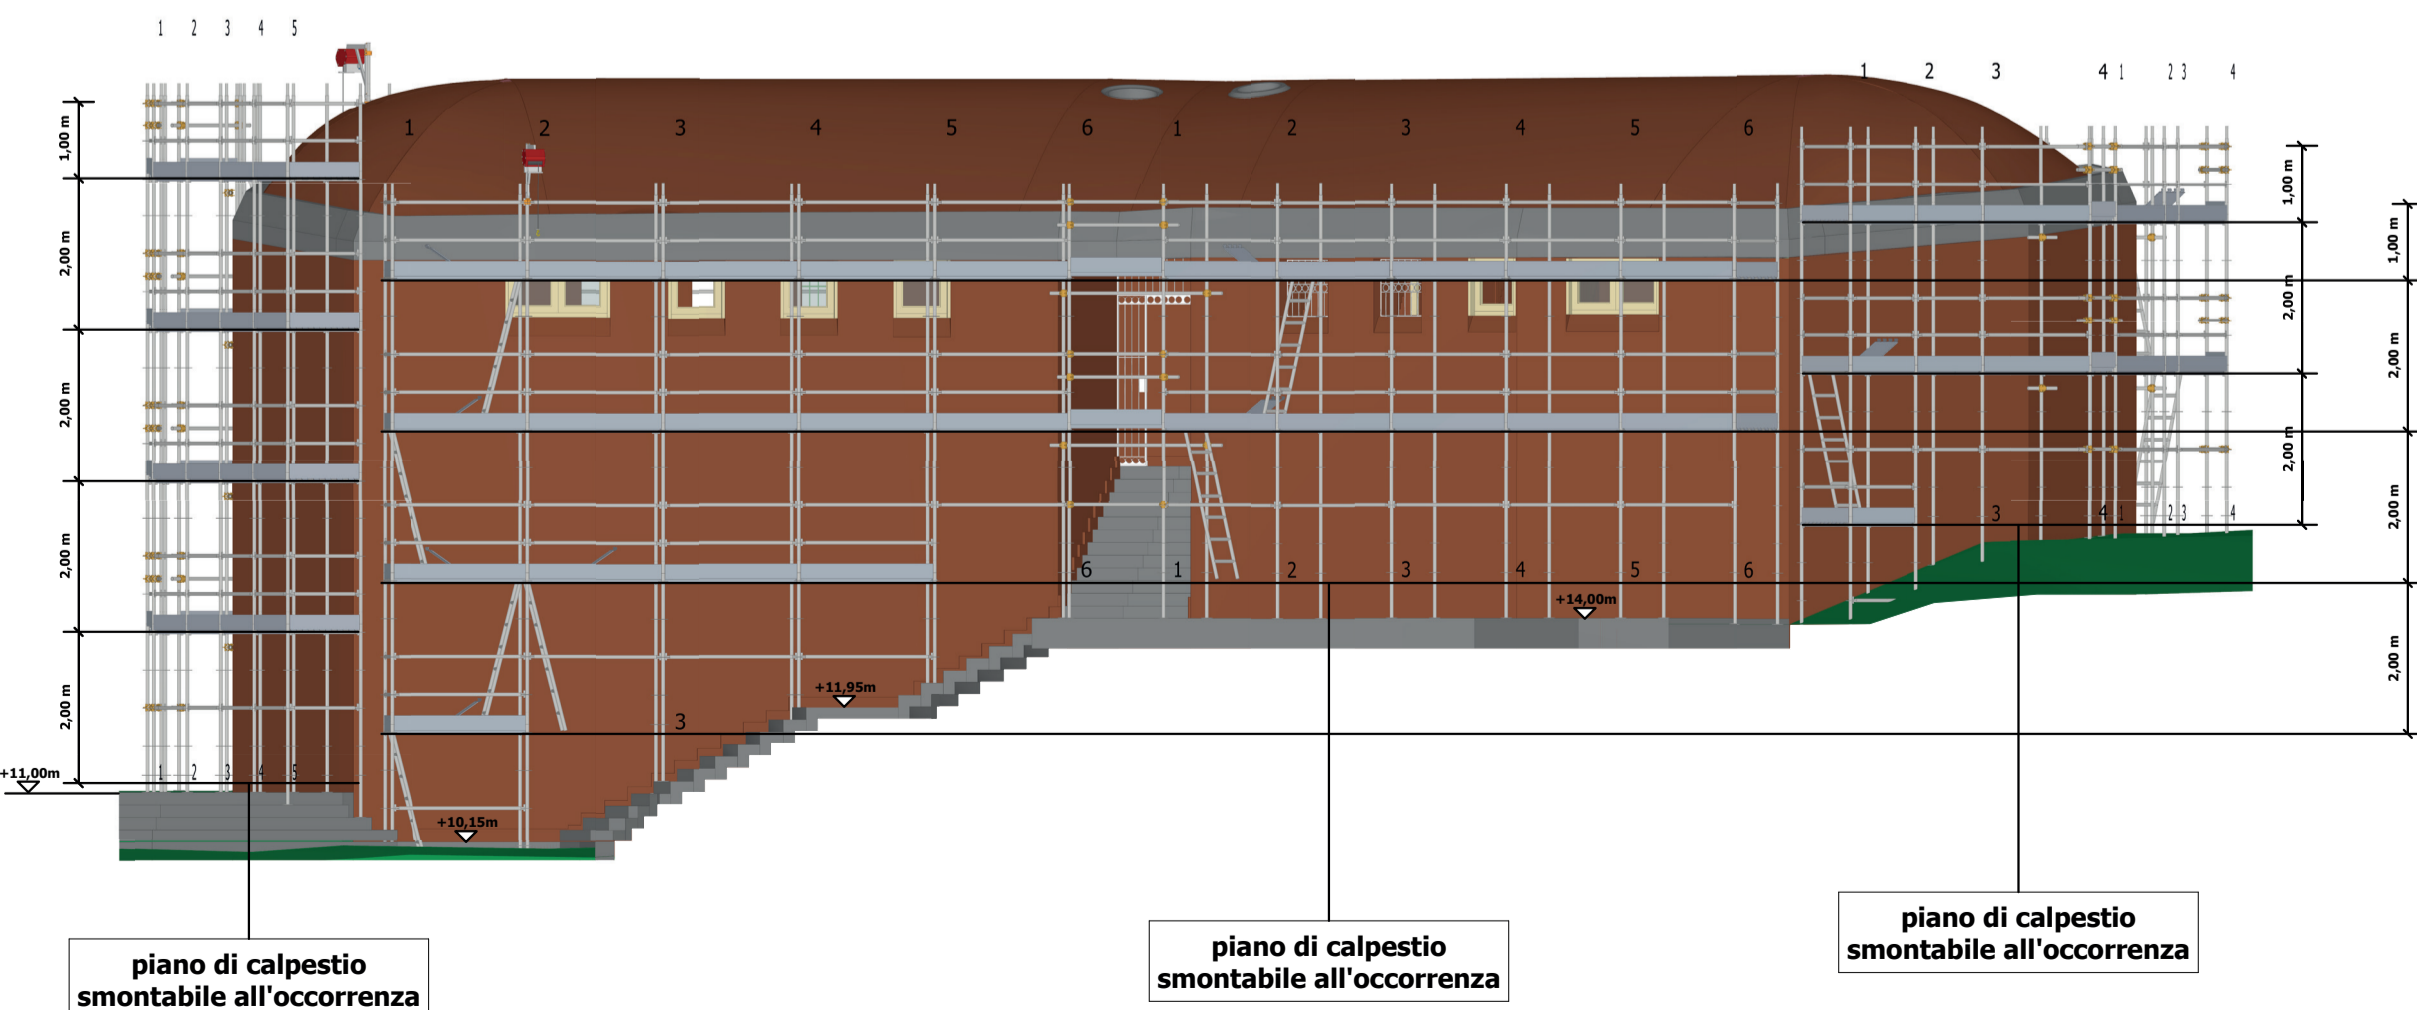 1 2 3 4 5
1 2 3 4 1 2 3 4
1 2 3 4 5 6 1 2 3 4 5 6
1,00 m
2,00 m
2,00 m
2,00 m
2,00 m
1,00 m
2,00 m
2,00 m
1,00 m
2,00 m
2,00 m
2,00 m
3 4 1 2 3 4
6 1 2 3 4 5 6
+14,00m
+11,95m
3
+11,00m
1 2 3 4 5
+10,15m
piano di calpestio
smontabile all'occorrenza
piano di calpestio
smontabile all'occorrenza
piano di calpestio
smontabile all'occorrenza